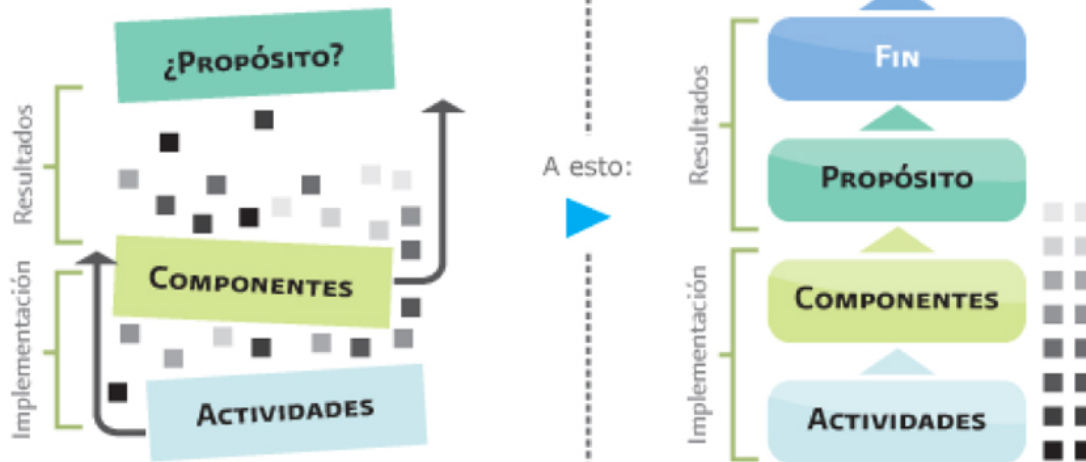 ¿Propósito?
Resultados
Componentes
Implementación
Actividades
A esto:
Fin
Resultados
Propósito
Componentes
Implementación
Actividades